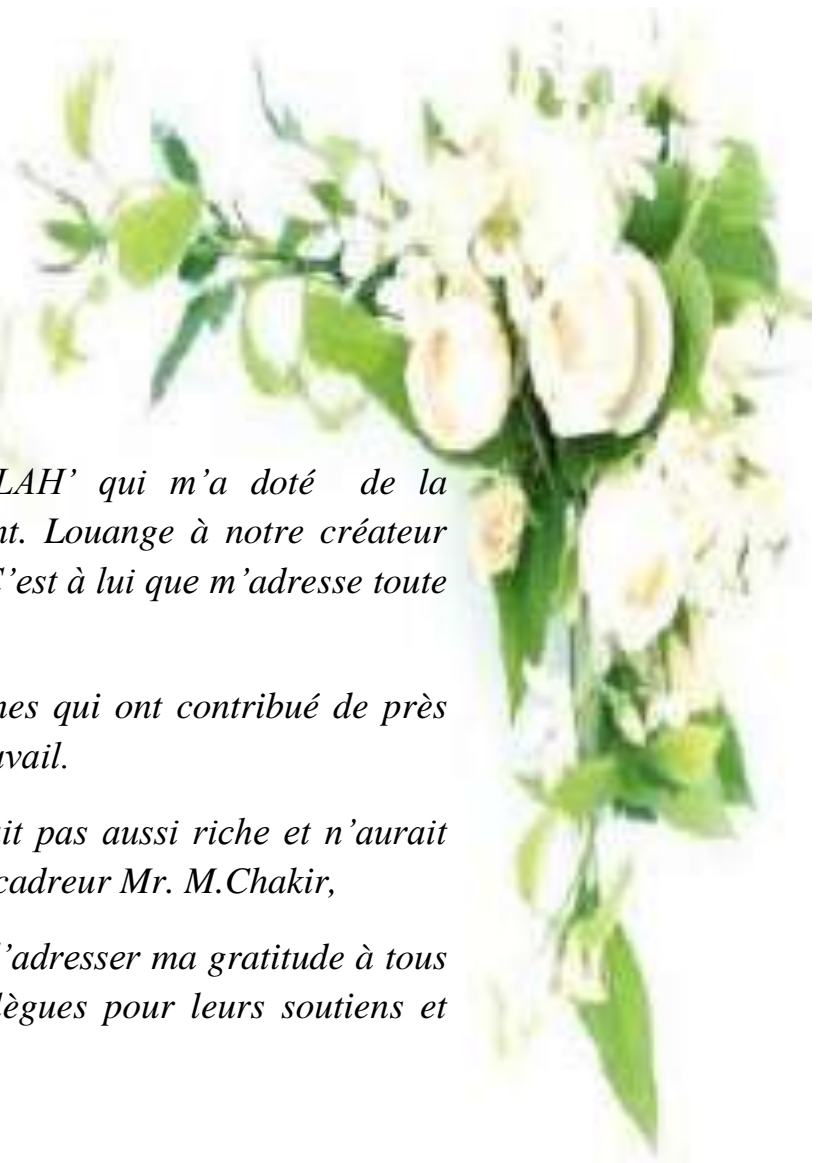 LAH’ qui m’a doté de la
nt. Louange à notre créateur
C’est à lui que m’adresse toute
nes qui ont contribué de près
avail.
it pas aussi riche et n’aurait
cadreur Mr. M.Chakir,
d’adresser ma gratitude à tous
lègues pour leurs soutiens et